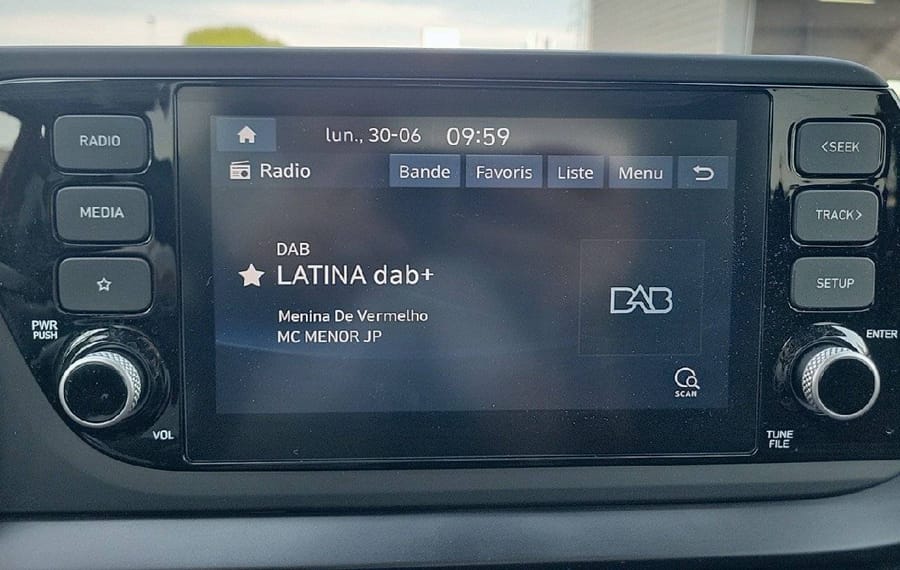 lun., 30-06 09:59
RADIO
<SEEK
Radio
Bande Favoris Liste Menu
MEDIA
TRACK>
DAB
LATINA dab+
SETUP
DAB
Menina De Vermelho
MC MENOR JP
PWR
PUSH
ENTER
SCAN
VOL
TUNE
FILE